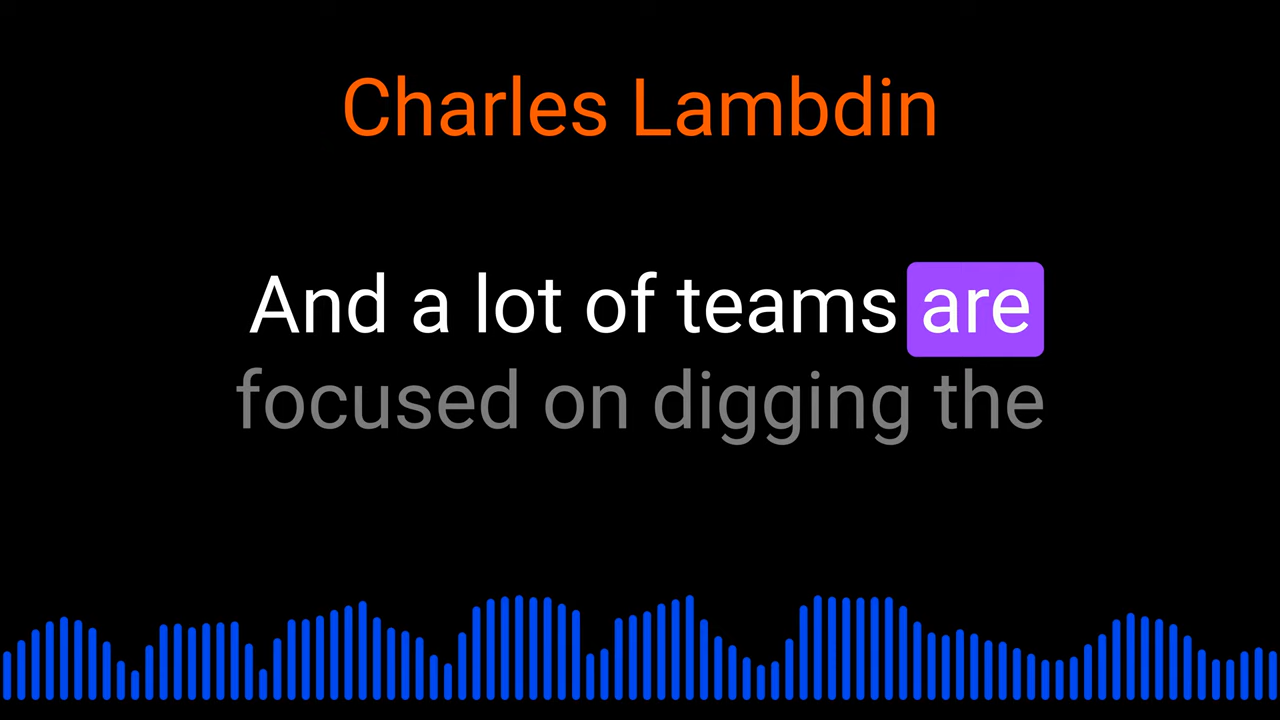 Charles Lambdin
And a lot of teams are
focused on digging the